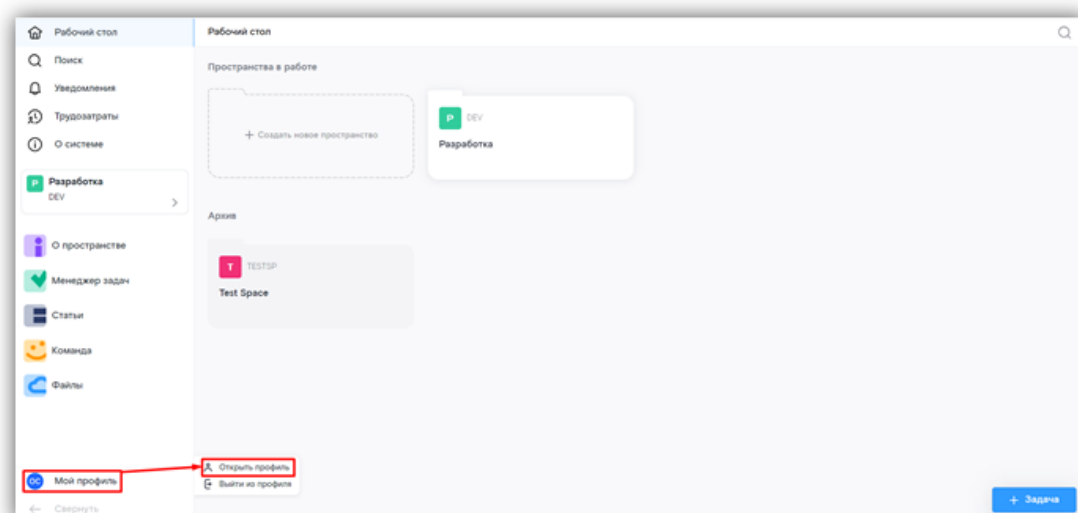 Рабочий стол
Поиск
Уведомления
Трудозатраты
О системе
Р Разработка
DEV
О пространстве
Менеджер задач
Статьи
Команда
Файлы
ОС Мой профиль
Свернуть
Рабочий стол
Пространства в работе
+ Создать новое пространство
Р DEV
Разработка
Архив
T TESTSP
Test Space
Открыть профиль
Выйти из профиля
+ Задача